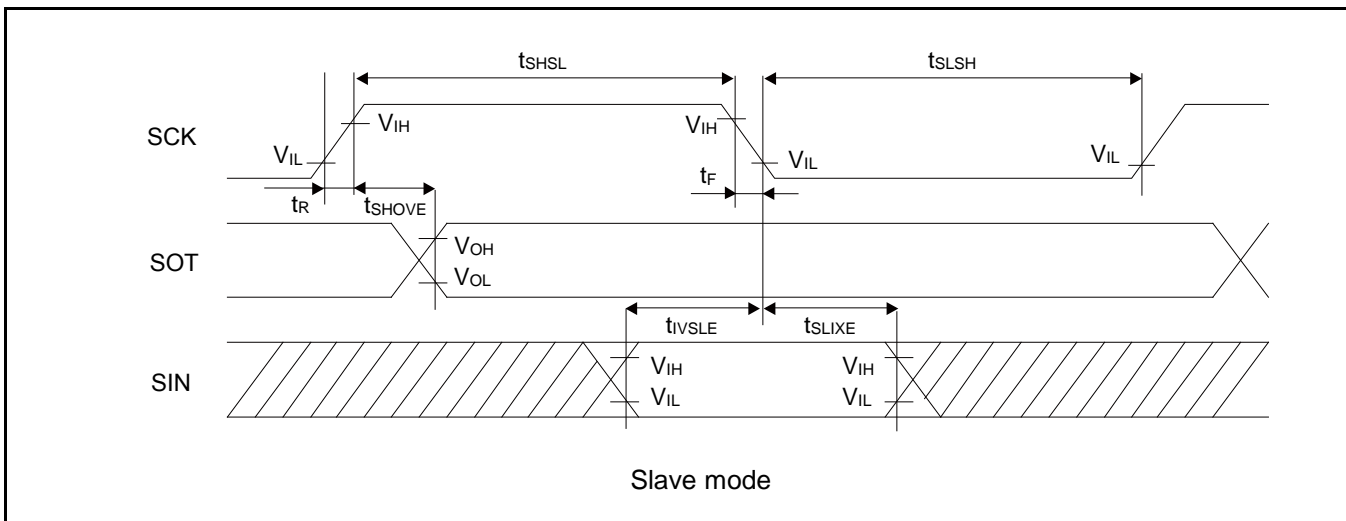 tSHSL
tSLSH
SCK
VIH
VIH
VIL
VIL
VIL
tR
tSHOVE
tF
SOT
VOH
VOL
tIVSLE
tSLIXE
SIN
VIH
VIH
VIL
VIL
Slave mode